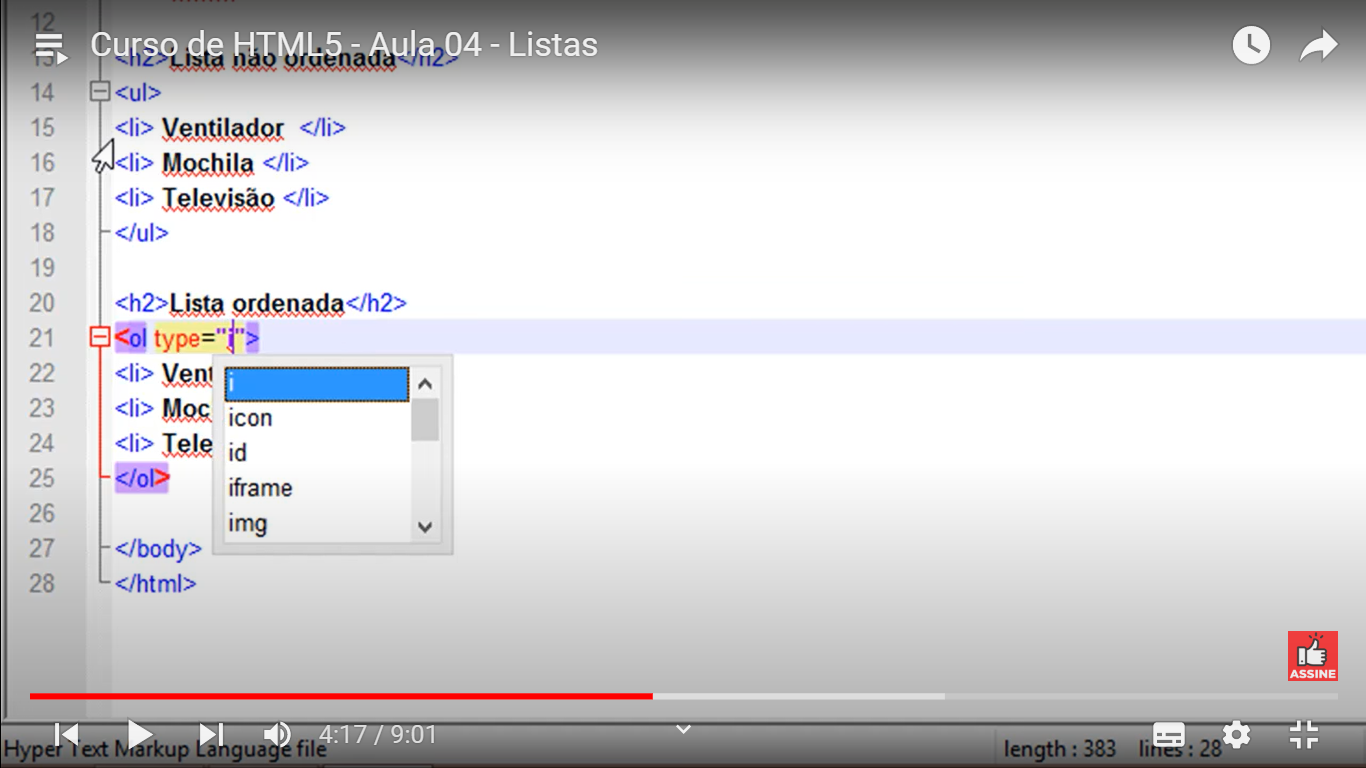 12
Curso de HTML5 - Aula 04 - Listas
13 <h2>Lista não ordenada</h2>
14 <ul>
15 <li> Ventilador </li>
16 <li> Mochila </li>
17 <li> Televisão </li>
18 </ul>
19
20 <h2>Lista ordenada</h2>
21 <ol type="i">
22 <li> Vent
i
23 <li> Moc
icon
24 <li> Tele
id
25 </ol>
iframe
26
img
27 </body>
28 </html>
ASSINE
4:17 / 9:01
Hyper Text Markup Language file length : 383 lines : 28